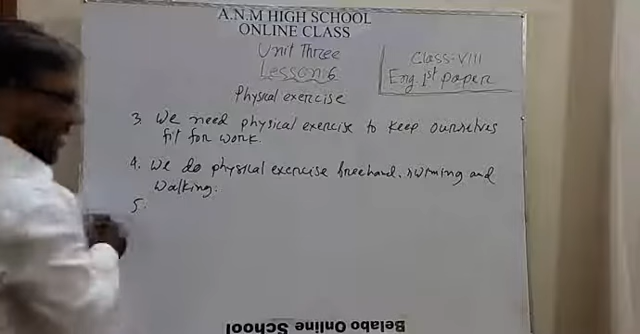 A.N.M HIGH SCHOOL
ONLINE CLASS
Unit Three
Lesson: 6
Class-VIII
Eng. 1st paper
Physical exercise
3. We need physical exercise to keep ourselves
fit for work.
4. We do physical exercise freehand, swiming and
walking.
5.
Belabo Online School